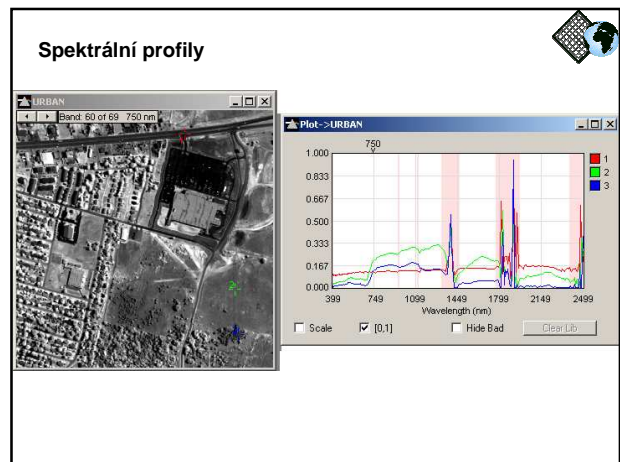 Spektrální profily
URBAN
Band: 60 of 69 750 nm
Plot->URBAN
750
1.000
0.833
0.667
0.500
0.333
0.167
0.000
399 749 1099 1449 1799 2149 2499
Wavelength (nm)
1
2
3
Scale [0,1] Hide Bad Clear Lib